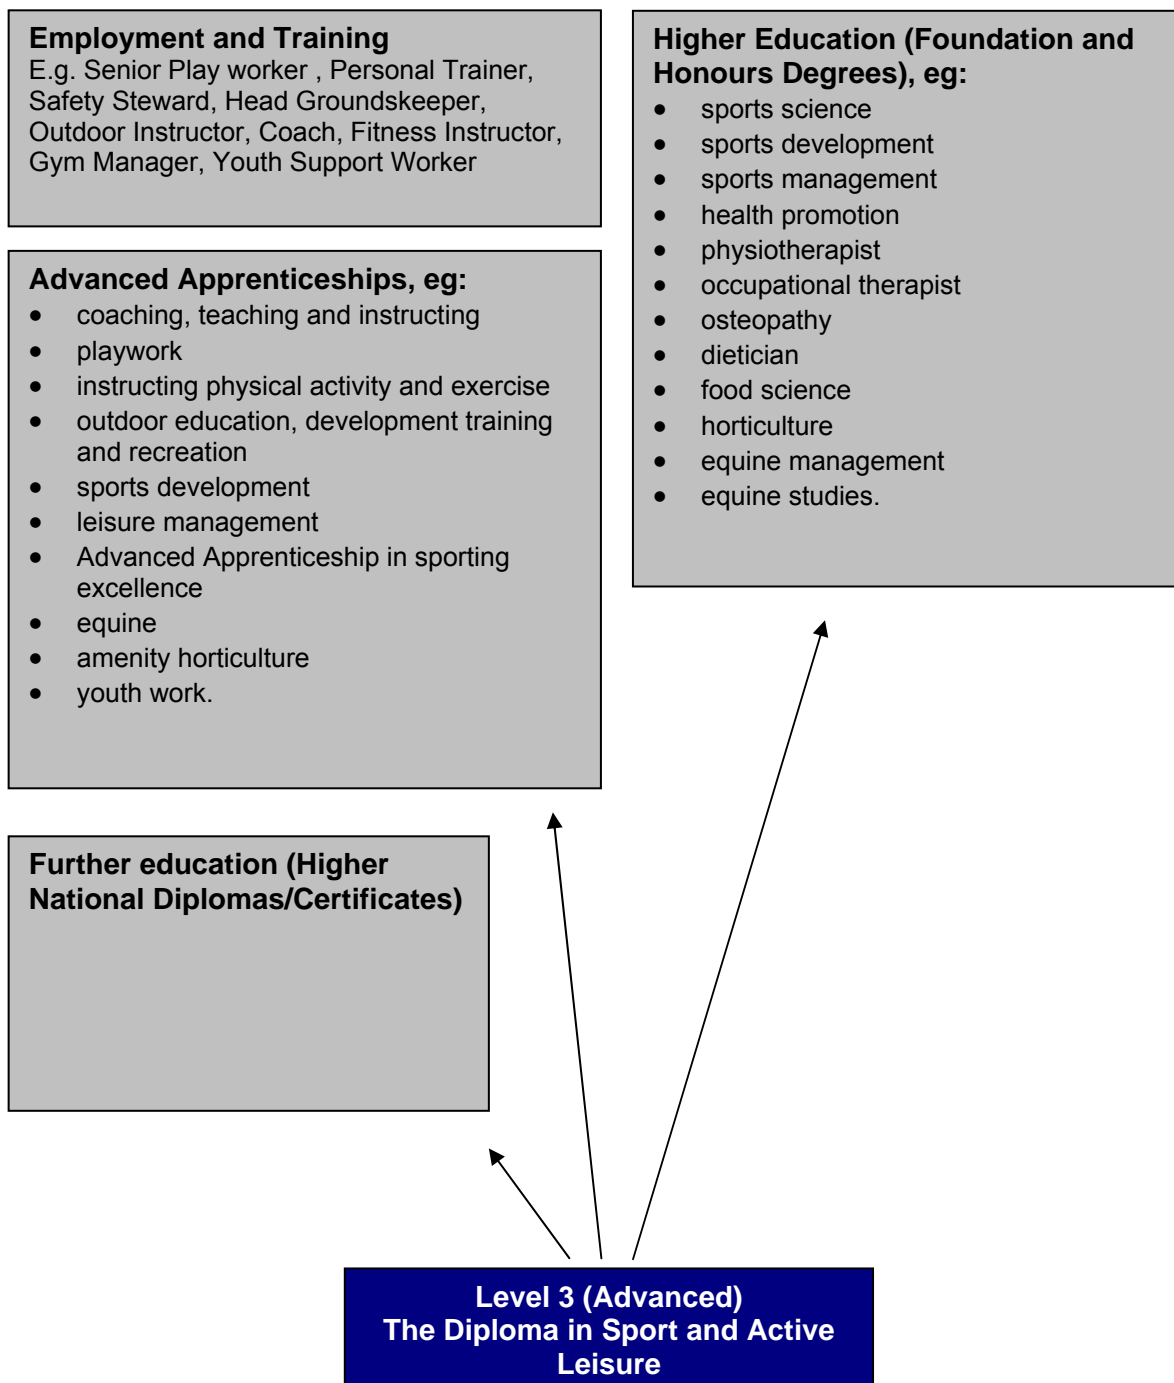 Employment and Training
E.g. Senior Play worker , Personal Trainer,
Safety Steward, Head Groundskeeper,
Outdoor Instructor, Coach, Fitness Instructor,
Gym Manager, Youth Support Worker
Higher Education (Foundation and
Honours Degrees), eg:
• sports science
• sports development
• sports management
• health promotion
• physiotherapist
• occupational therapist
• osteopathy
• dietician
• food science
• horticulture
• equine management
• equine studies.
Advanced Apprenticeships, eg:
• coaching, teaching and instructing
• playwork
• instructing physical activity and exercise
• outdoor education, development training
and recreation
• sports development
• leisure management
• Advanced Apprenticeship in sporting
excellence
• equine
• amenity horticulture
• youth work.
Further education (Higher
National Diplomas/Certificates)
Level 3 (Advanced)
The Diploma in Sport and Active
Leisure